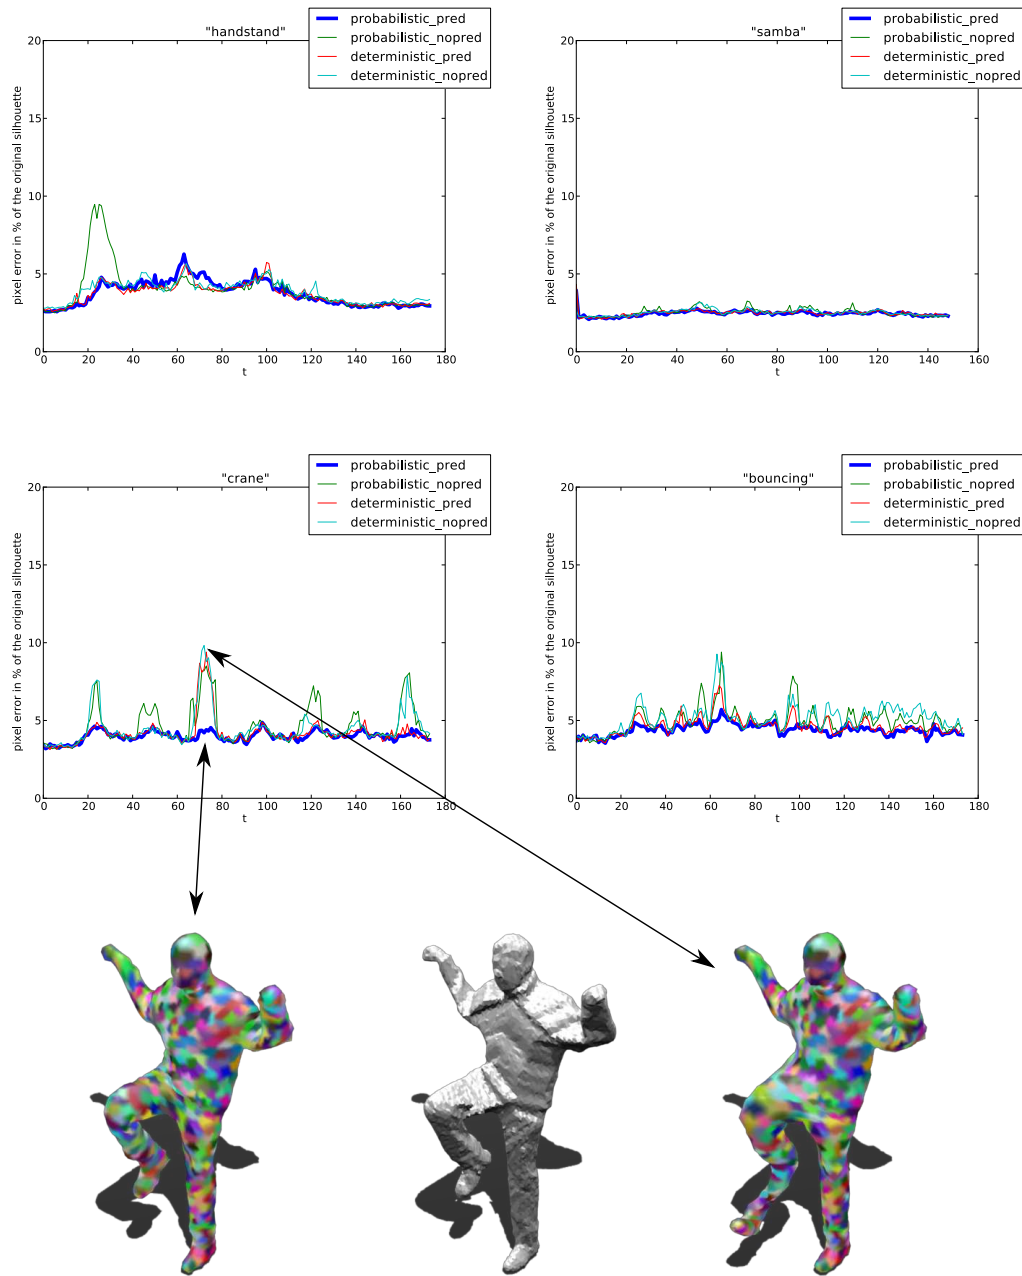 "handstand"
probabilistic_pred
probabilistic_nopred
deterministic_pred
deterministic_nopred
pixel error in % of the original silhouette
20
15
10
5
0
0 20 40 60 80 100 120 140 160 180
t
"samba"
probabilistic_pred
probabilistic_nopred
deterministic_pred
deterministic_nopred
pixel error in % of the original silhouette
20
15
10
5
0
0 20 40 60 80 100 120 140 160
t
"crane"
probabilistic_pred
probabilistic_nopred
deterministic_pred
deterministic_nopred
pixel error in % of the original silhouette
20
15
10
5
0
0 20 40 60 80 100 120 140 160 180
t
"bouncing"
probabilistic_pred
probabilistic_nopred
deterministic_pred
deterministic_nopred
pixel error in % of the original silhouette
20
15
10
5
0
0 20 40 60 80 100 120 140 160 180
t